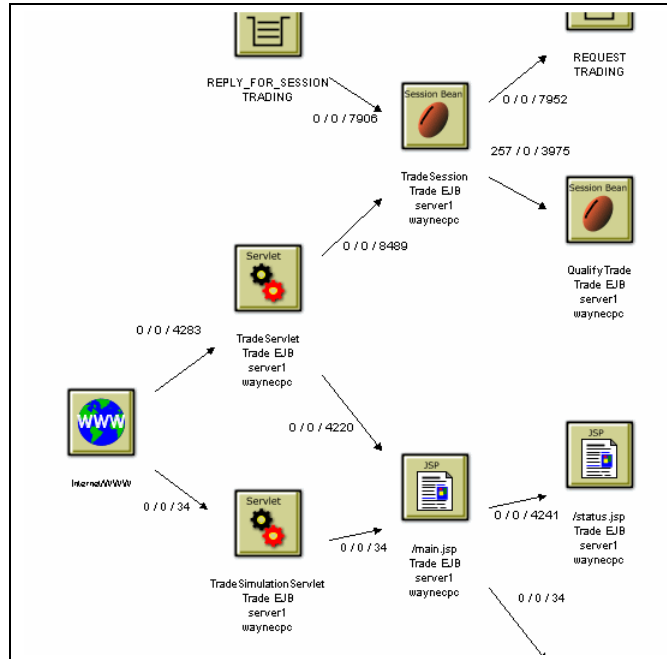 REPLY_FOR_SESSION
TRADING
0 / 0 / 7906
Session Bean
TradeSession
Trade EJB
server1
waynecpc
0 / 0 / 7952
REQUEST
TRADING
257 / 0 / 3975
Session Bean
QualifyTrade
Trade EJB
server1
waynecpc
0 / 0 / 8489
Servlet
TradeServlet
Trade EJB
server1
waynecpc
0 / 0 / 4283
WWW
Internet/WWW
0 / 0 / 4220
0 / 0 / 34
Servlet
TradeSimulationServlet
Trade EJB
server1
waynecpc
0 / 0 / 34
JSP
/main.jsp
Trade EJB
server1
waynecpc
0 / 0 / 4241
JSP
/status.jsp
Trade EJB
server1
waynecpc
0 / 0 / 34